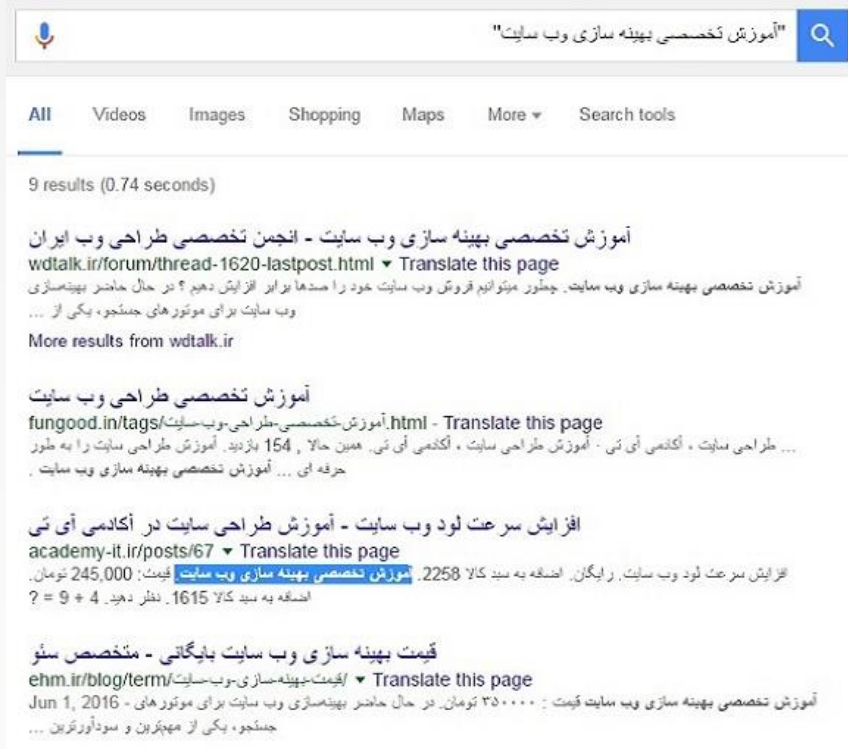 "آموزش تخصصی بهینه سازی وب سایت"
All Videos Images Shopping Maps More Search tools
9 results (0.74 seconds)
آموزش تخصصی بهینه سازی وب سایت - انجمن تخصصی طراحی وب ایران
wdtalk.ir/forum/thread-1620-lastpost.html Translate this page
آموزش تخصصی بهینه سازی وب سایت. چطور میتوانیم فروش وب سایت خود را صدها برابر افزایش دهیم ؟ در حال حاضر بهینه‌سازی
وب سایت برای موتورهای جستجو، یکی از ...
More results from wdtalk.ir
آموزش تخصصی طراحی وب سایت
fungood.in/tags/آموزش-تخصصی-طراحی-وب-سایت.html - Translate this page
... طراحی سایت ، آکادمی آی تی - آموزش طراحی سایت ، آکادمی آی تی. همین حالا , 154 بازدید. آموزش طراحی سایت را به طور
حرفه ای ... آموزش تخصصی بهینه سازی وب سایت .
افزایش سرعت لود وب سایت - آموزش طراحی سایت در آکادمی آی تی
academy-it.ir/posts/67 Translate this page
افزایش سرعت لود وب سایت. رایگان. اضافه به سبد کالا 2258. آموزش تخصصی بهینه سازی وب سایت. قیمت: 245,000 تومان.
اضافه به سبد کالا 1615. نظر دهید. 4 + 9 = ?
قیمت بهینه سازی وب سایت بایگانی - متخصص سئو
ehm.ir/blog/term/قیمت-بهینه-سازی-وب-سایت/ Translate this page
Jun 1, 2016 - آموزش تخصصی بهینه سازی وب سایت قیمت : ۳۵۰۰۰۰ تومان. در حال حاضر بهینه‌سازی وب سایت برای موتورهای
جستجو، یکی از مهم‌ترین و سودآورترین ...